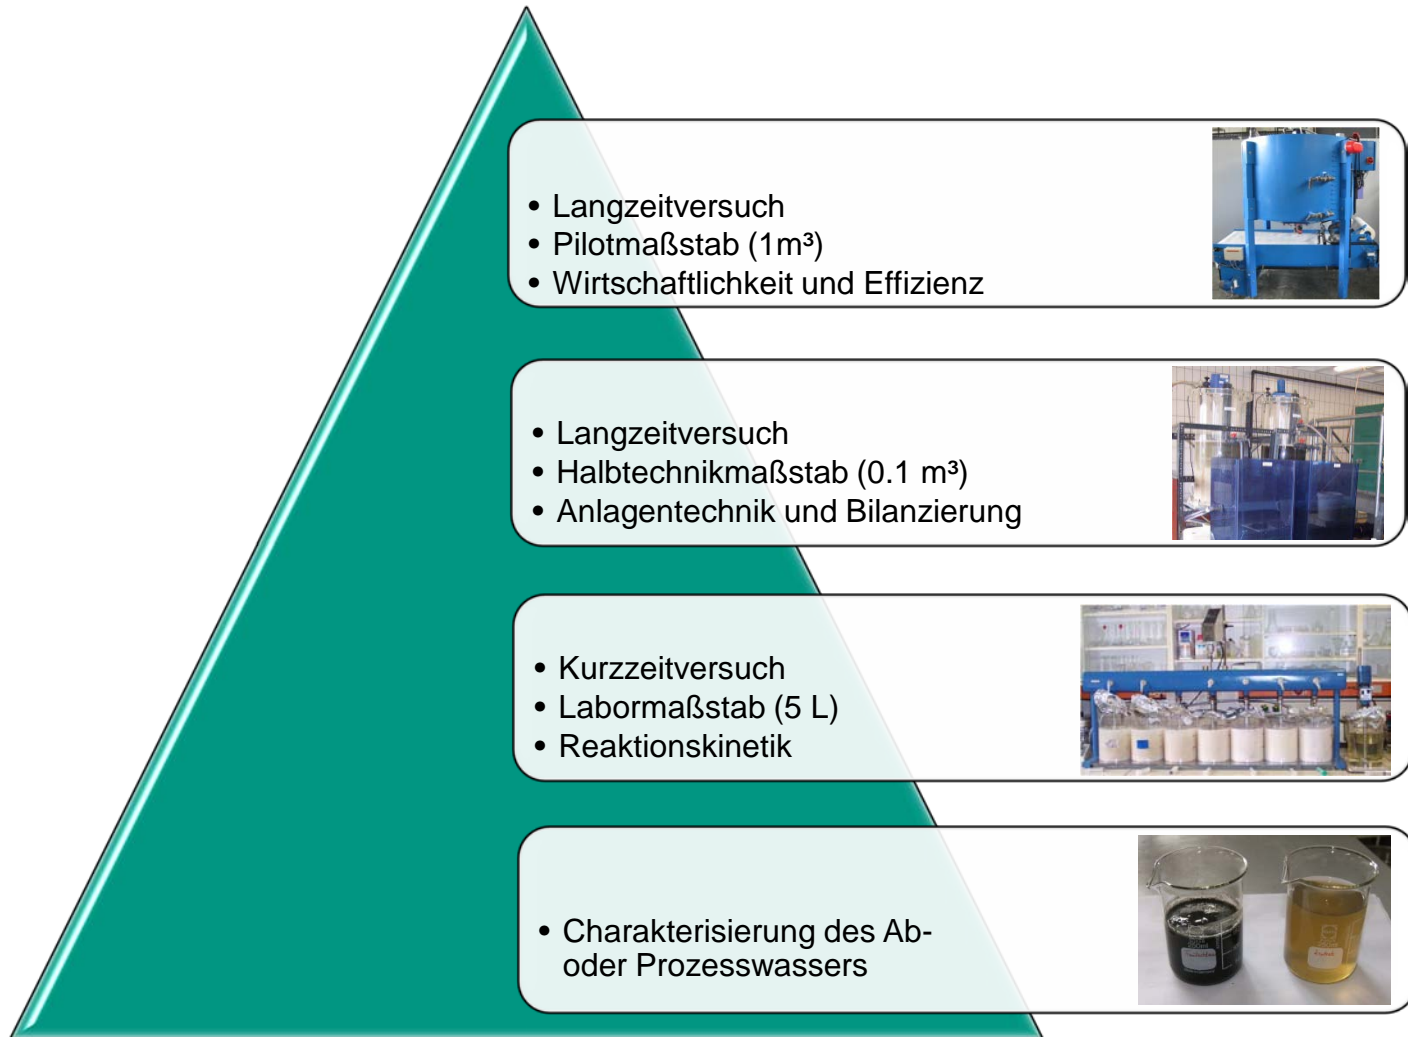 • Langzeitversuch
• Pilotmaßstab (1m³)
• Wirtschaftlichkeit und Effizienz
• Langzeitversuch
• Halbtechnikmaßstab (0.1 m³)
• Anlagentechnik und Bilanzierung
• Kurzzeitversuch
• Labormaßstab (5 L)
• Reaktionskinetik
• Charakterisierung des Ab-
oder Prozesswassers